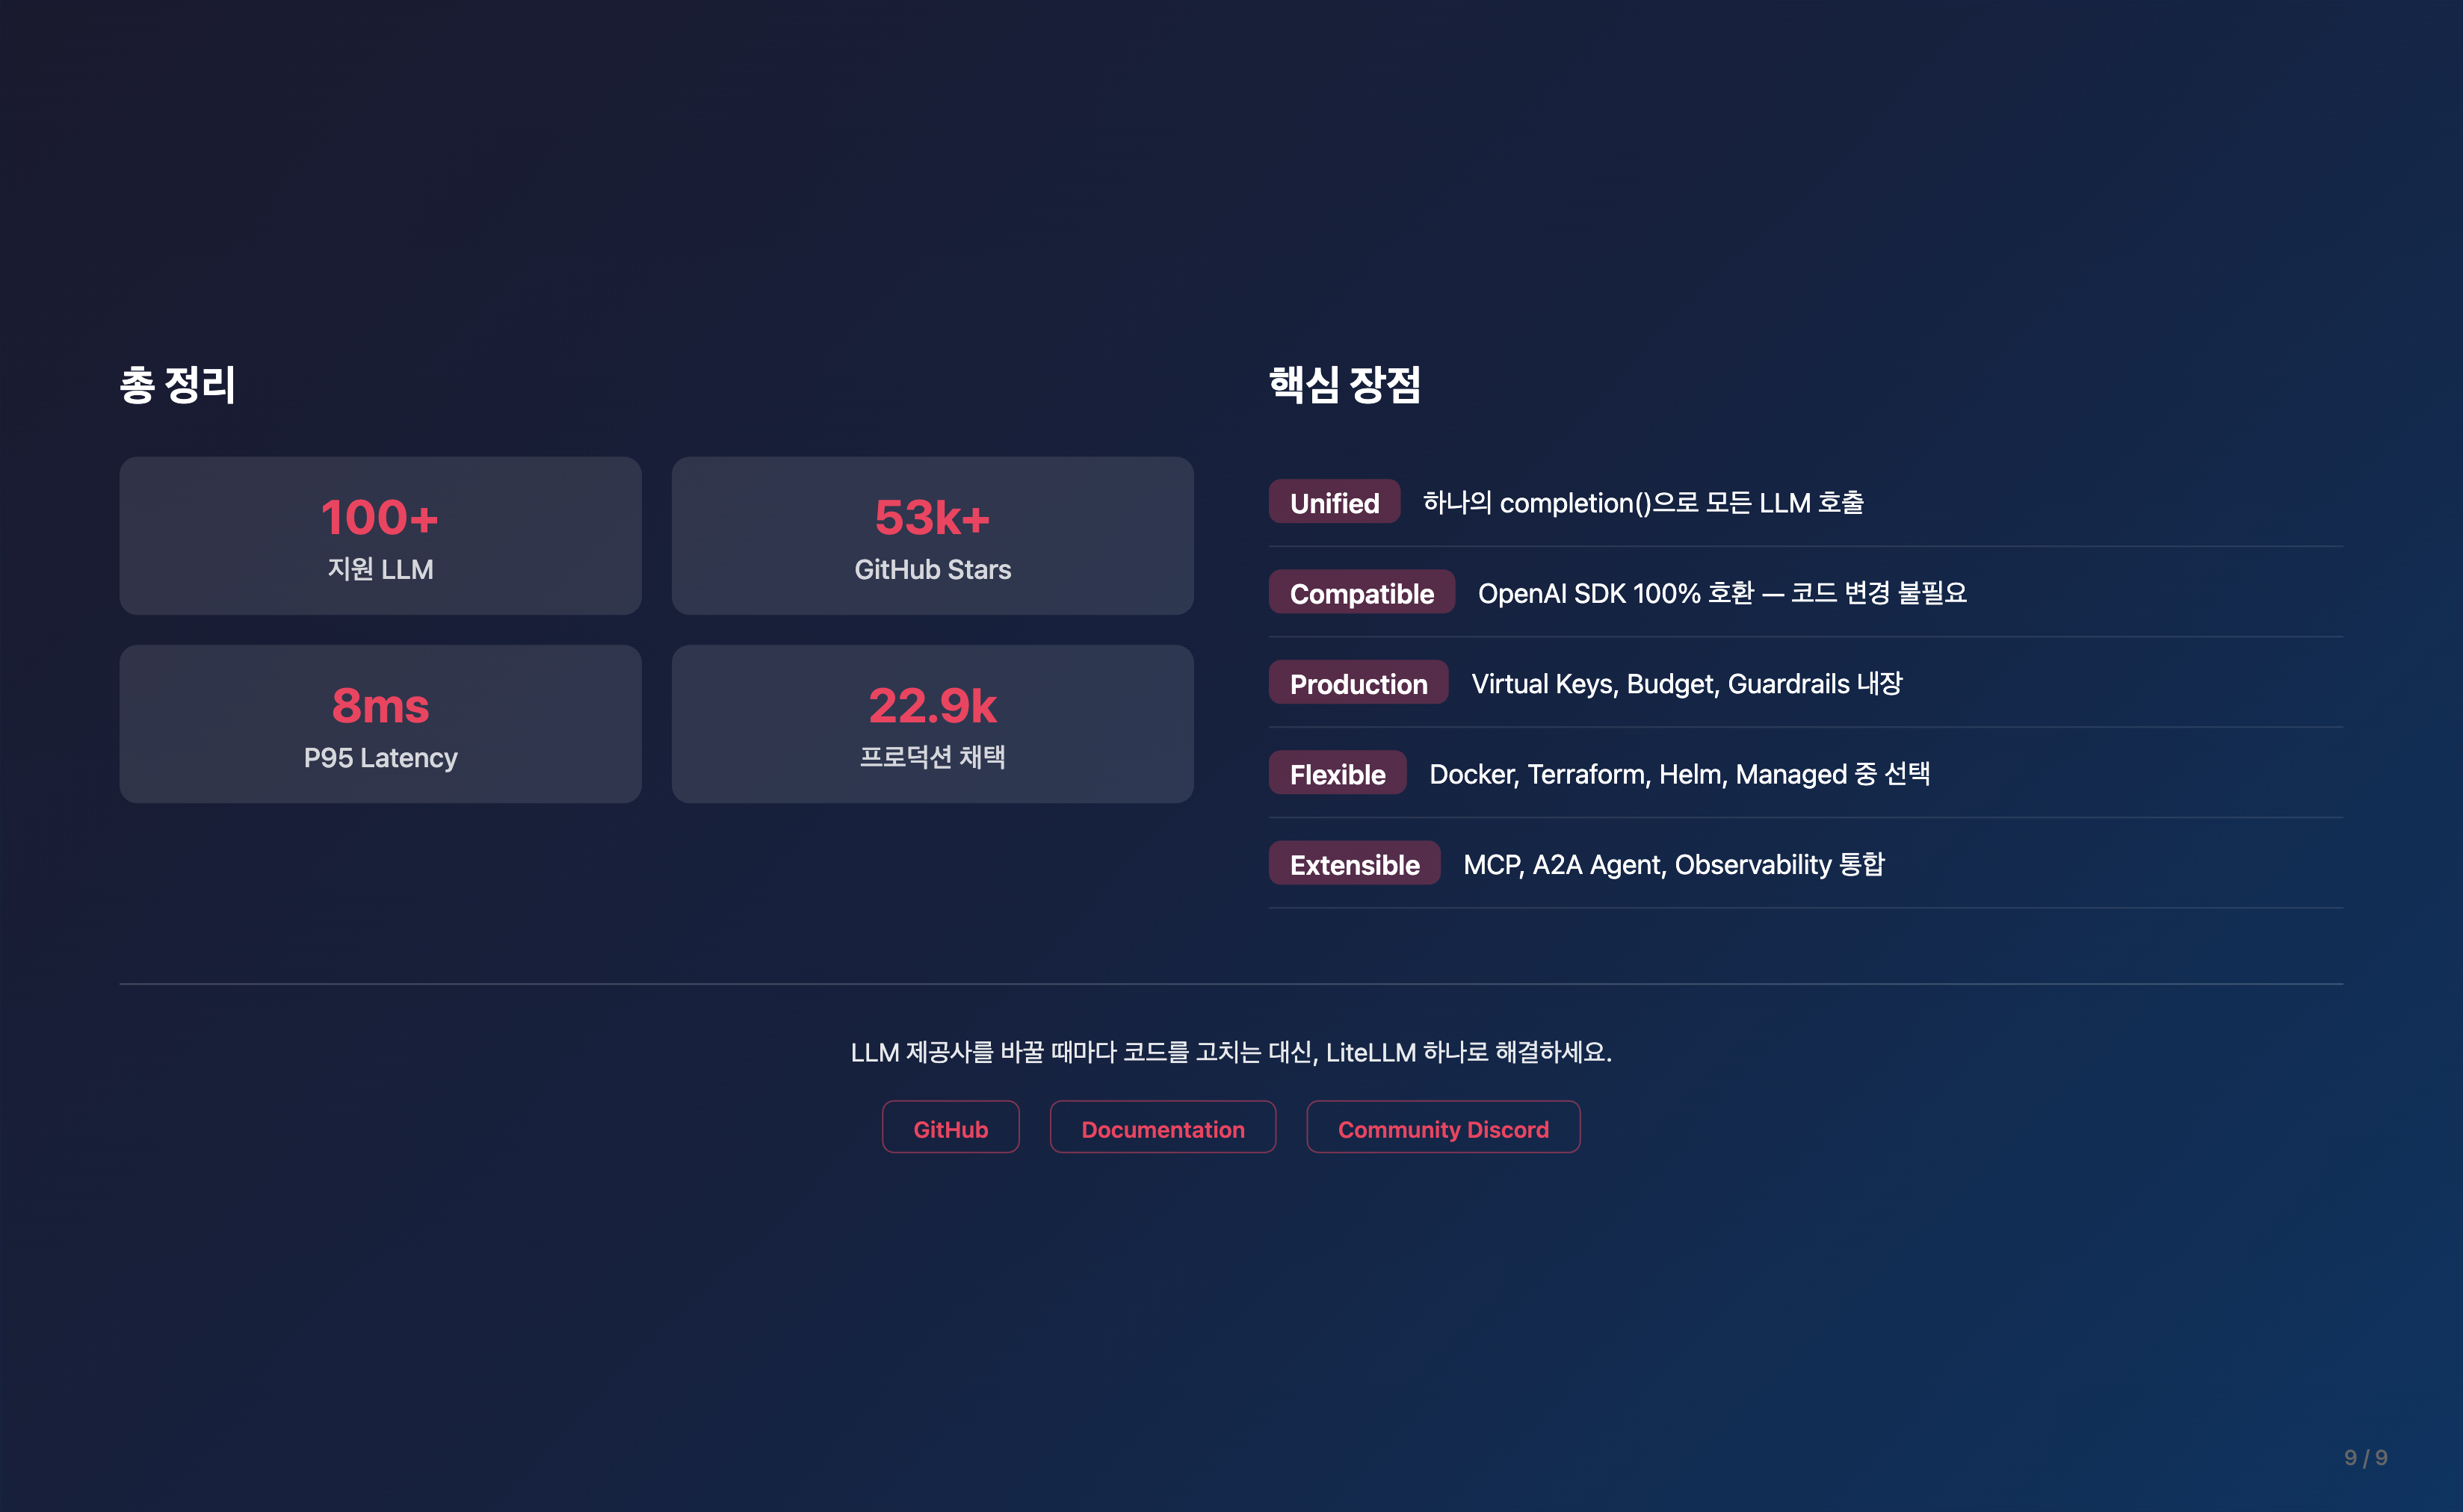 총 정리
100+
지원 LLM
53k+
GitHub Stars
8ms
P95 Latency
22.9k
프로덕션 채택
핵심 장점
Unified 하나의 completion()으로 모든 LLM 호출
Compatible OpenAI SDK 100% 호환 — 코드 변경 불필요
Production Virtual Keys, Budget, Guardrails 내장
Flexible Docker, Terraform, Helm, Managed 중 선택
Extensible MCP, A2A Agent, Observability 통합
LLM 제공사를 바꿀 때마다 코드를 고치는 대신, LiteLLM 하나로 해결하세요.
GitHub Documentation Community Discord
9 / 9